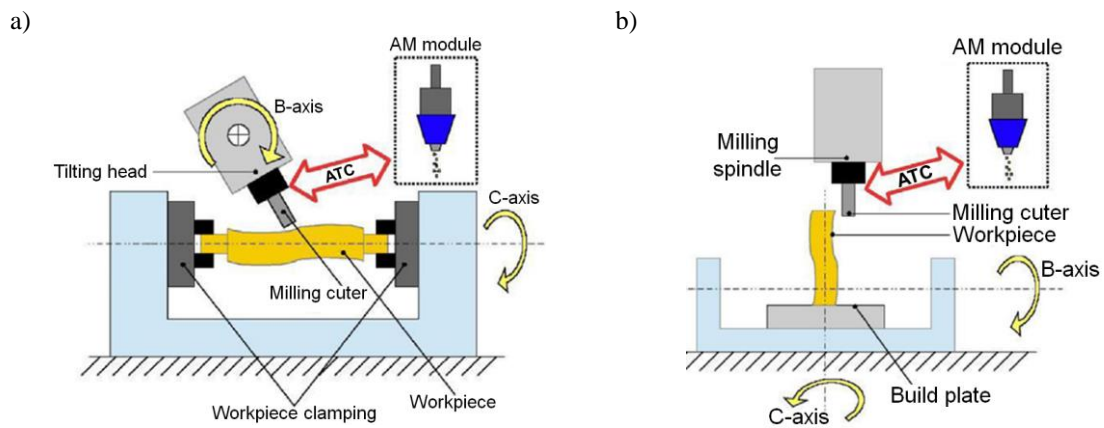 a)
AM module
B-axis
Tilting head
ATC
C-axis
Milling cuter
Workpiece clamping
Workpiece
b)
AM module
Milling
spindle
ATC
Milling cuter
Workpiece
B-axis
Build plate
C-axis